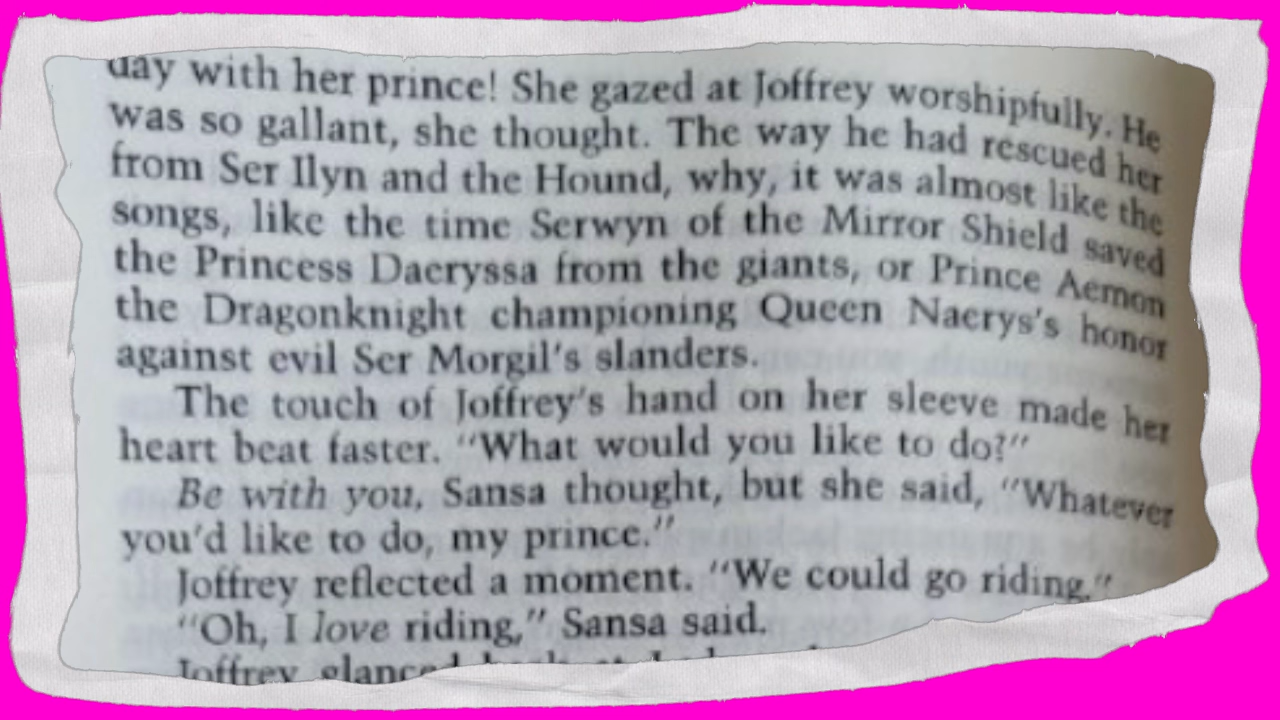 day with her prince! She gazed at Joffrey worshipfully. He
was so gallant, she thought. The way he had rescued her
from Ser Ilyn and the Hound, why, it was almost like the
songs, like the time Serwyn of the Mirror Shield saved
the Princess Daeryssa from the giants, or Prince Aemon
the Dragonknight championing Queen Naerys's honor
against evil Ser Morgil's slanders.
The touch of Joffrey's hand on her sleeve made her
heart beat faster. "What would you like to do?"
Be with you, Sansa thought, but she said, "Whatever
you'd like to do, my prince."
Joffrey reflected a moment. "We could go riding."
"Oh, I love riding," Sansa said.
Joffrey glanced